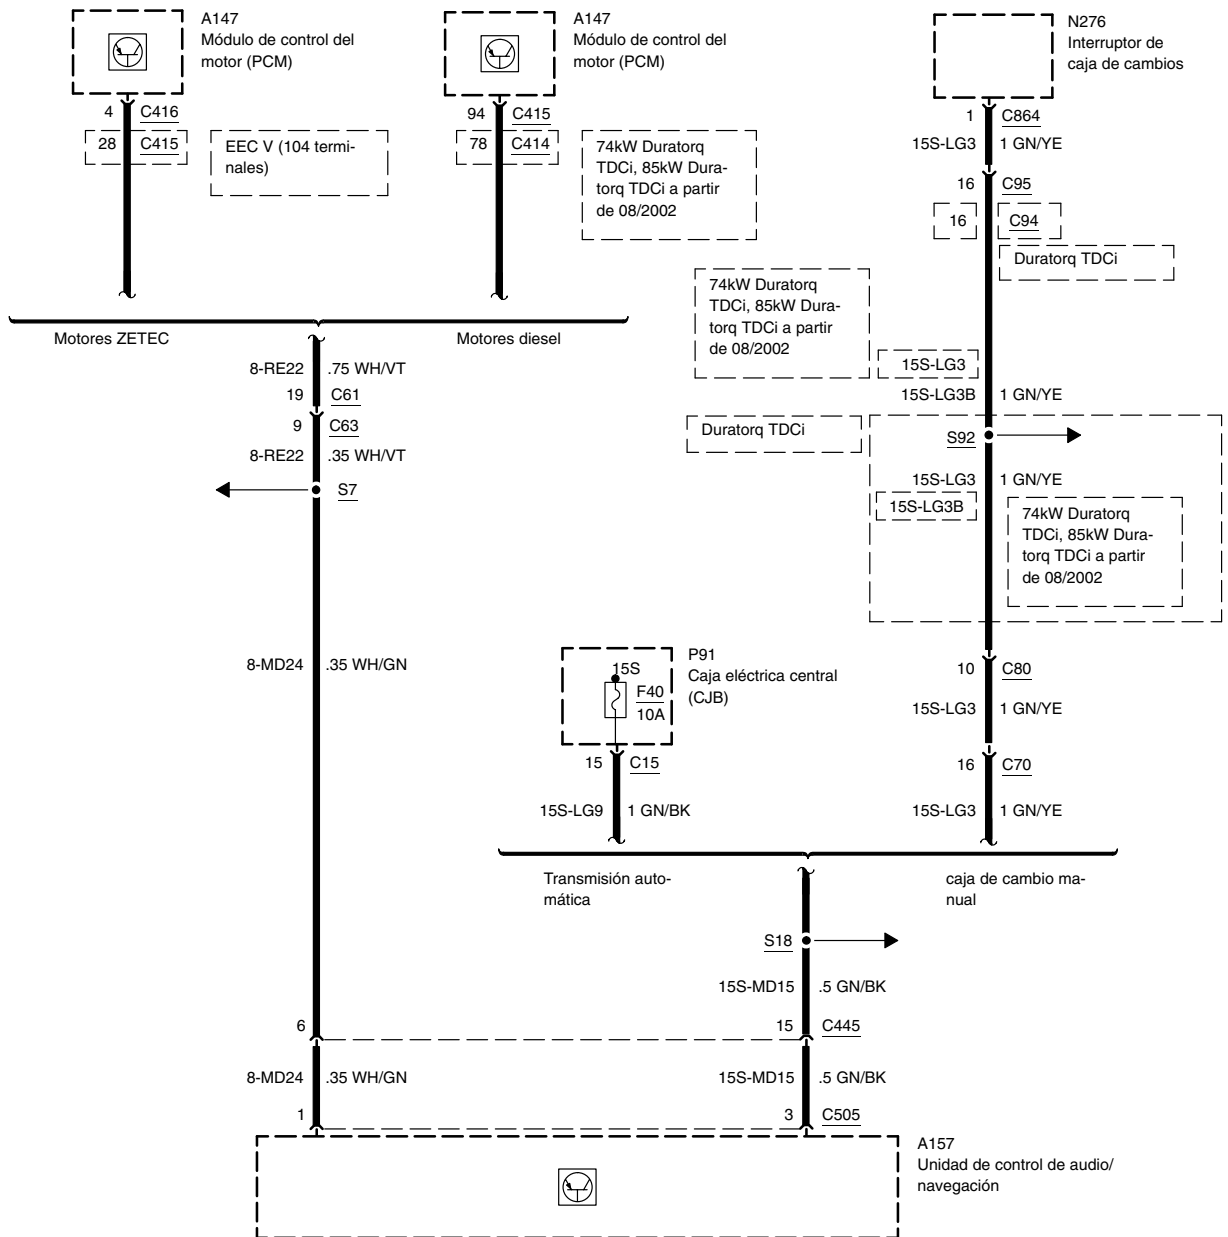 A147
Módulo de control del
motor (PCM)
A147
Módulo de control del
motor (PCM)
N276
Interruptor de
caja de cambios
4 C416
28 C415
EEC V (104 termi-
nales)
94 C415
78 C414
74kW Duratorq
TDCi, 85kW Dura-
torq TDCi a partir
de 08/2002
1 C864
15S-LG3 1 GN/YE
16 C95
16 C94
Duratorq TDCi
74kW Duratorq
TDCi, 85kW Dura-
torq TDCi a partir
de 08/2002
Motores ZETEC
Motores diesel
8-RE22 .75 WH/VT
19 C61
9 C63
8-RE22 .35 WH/VT
S7
15S-LG3
15S-LG3B 1 GN/YE
Duratorq TDCi
S92
15S-LG3 1 GN/YE
15S-LG3B
74kW Duratorq
TDCi, 85kW Dura-
torq TDCi a partir
de 08/2002
8-MD24 .35 WH/GN
P91
Caja eléctrica central
(CJB)
15S
F40
10A
15 C15
15S-LG9 1 GN/BK
10 C80
15S-LG3 1 GN/YE
16 C70
15S-LG3 1 GN/YE
Transmisión auto-
mática
caja de cambio ma-
nual
S18
15S-MD15 .5 GN/BK
6
15 C445
8-MD24 .35 WH/GN
15S-MD15 .5 GN/BK
1
3 C505
A157
Unidad de control de audio/
navegación